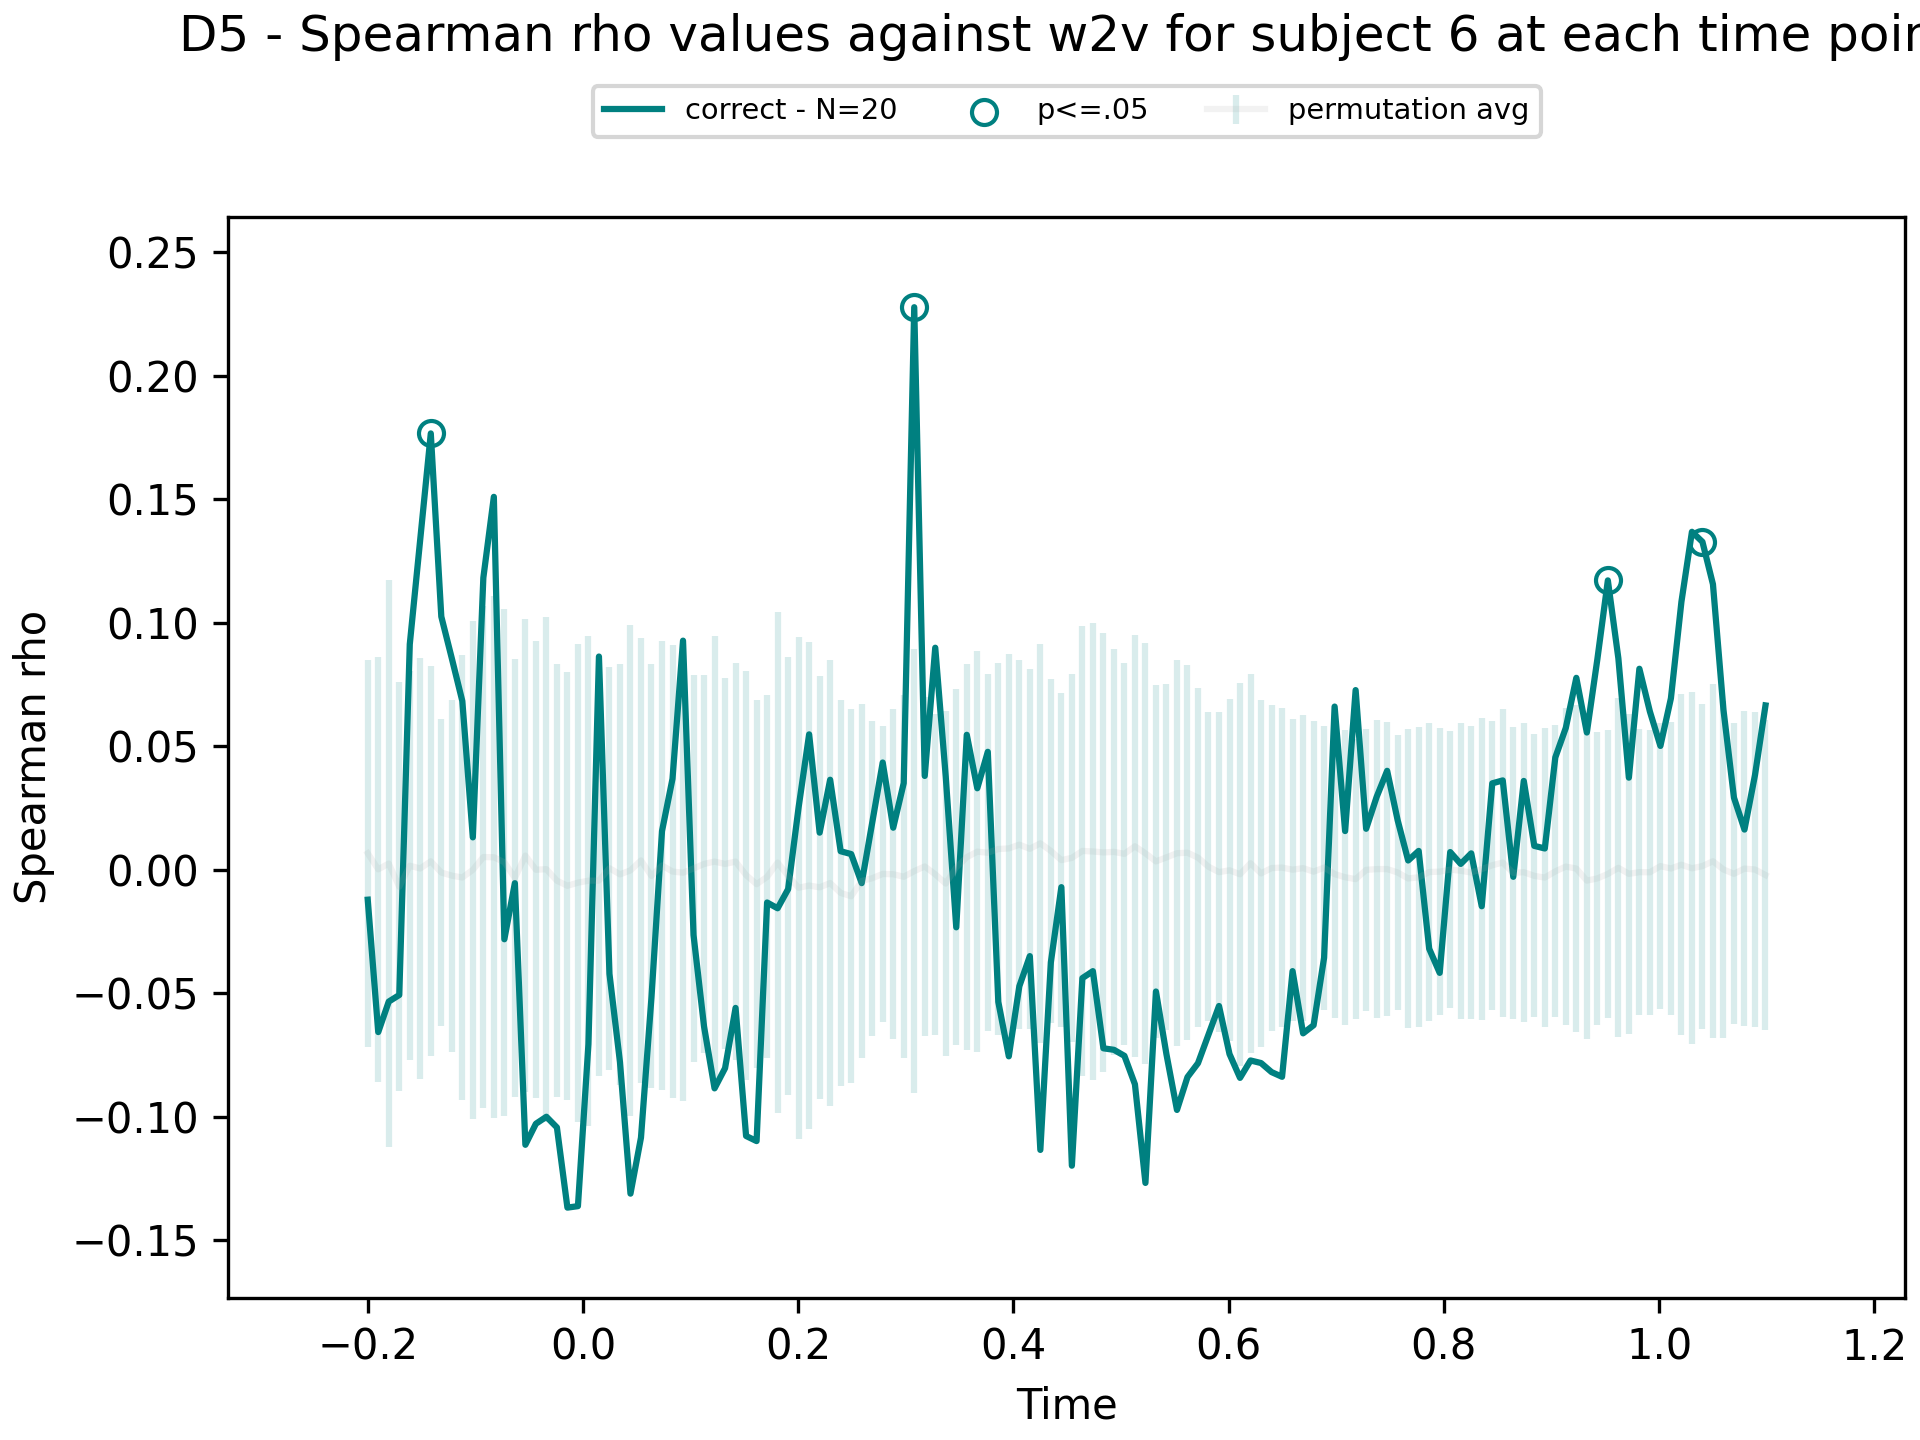 D5 - Spearman rho values against w2v for subject 6 at each time poin
correct - N=20 p<=.05 permutation avg
0.25
0.20
0.15
0.10
0.05
0.00
−0.05
−0.10
−0.15
Spearman rho
−0.2 0.0 0.2 0.4 0.6 0.8 1.0 1.2
Time